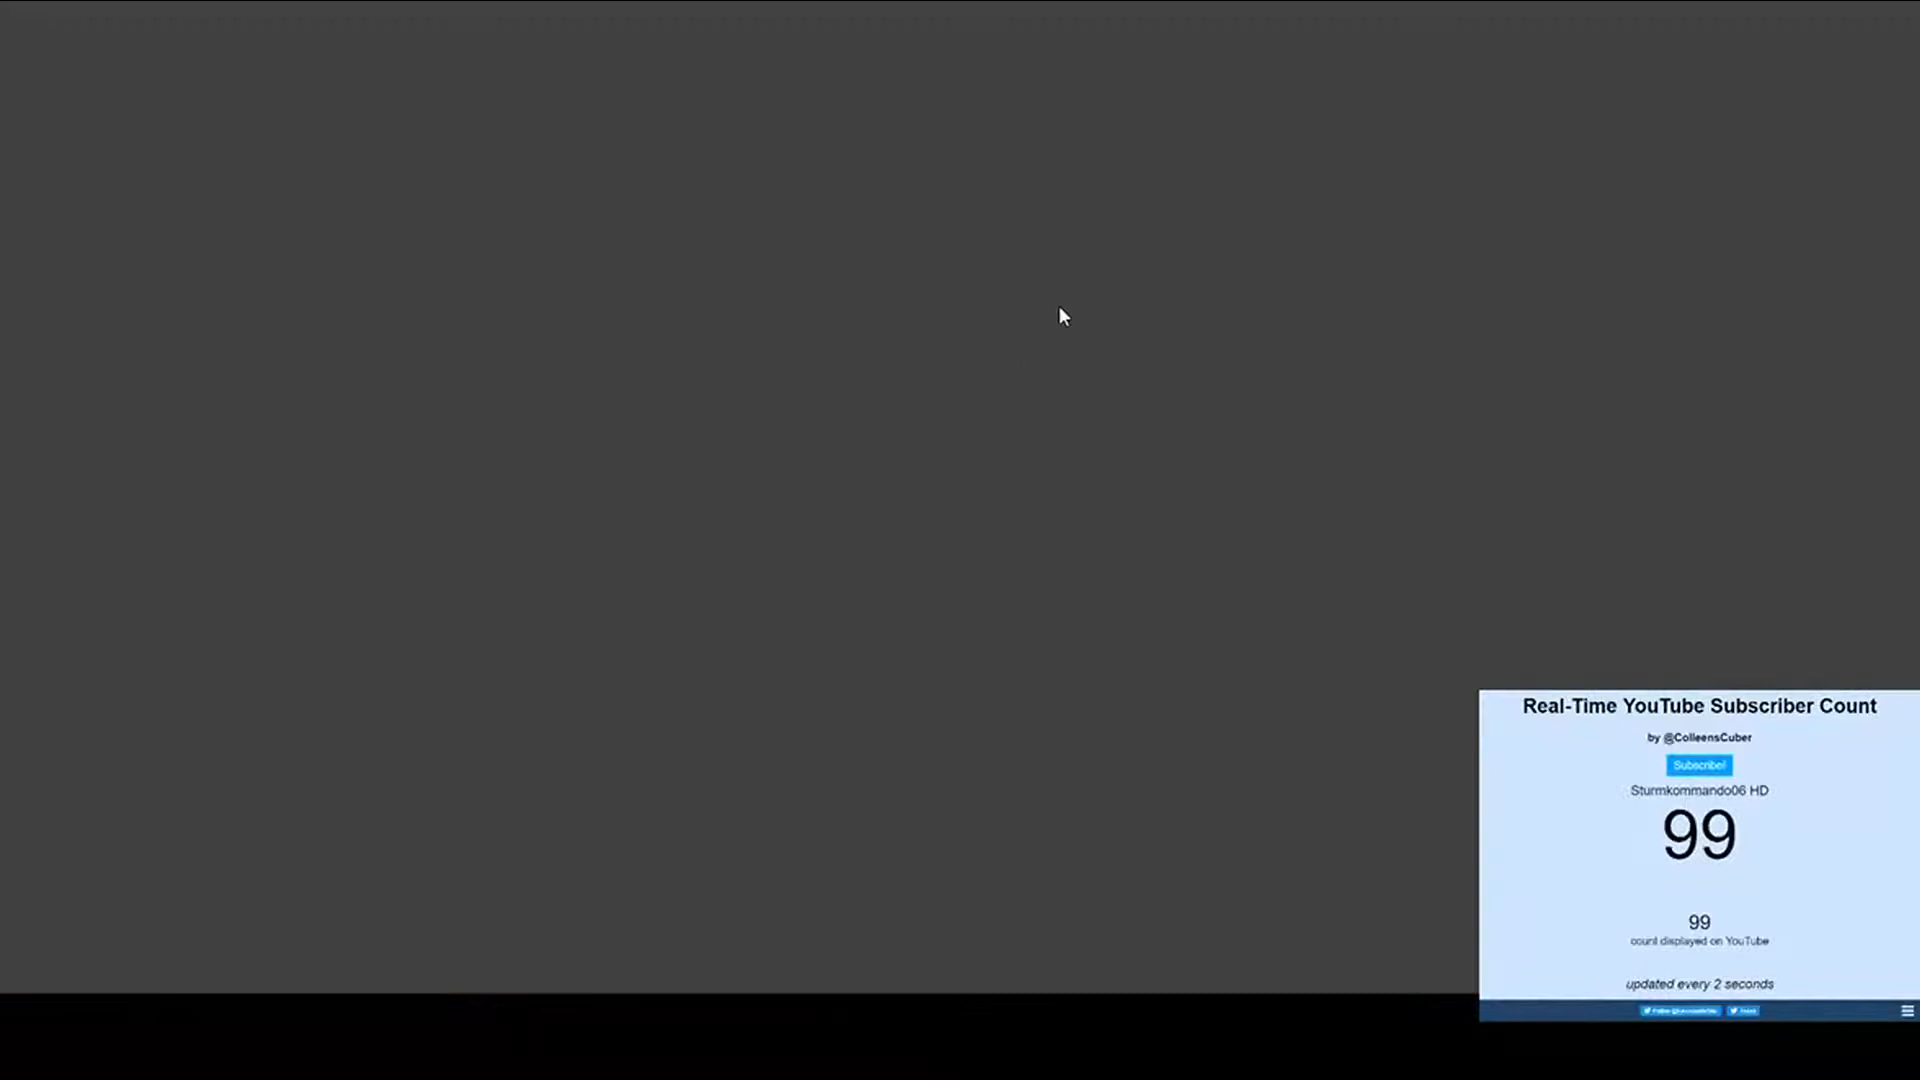 Real-Time YouTube Subscriber Count
by @ColleensCuber
Subscribe!
Sturmkommando06 HD
99
99
count displayed on YouTube
updated every 2 seconds